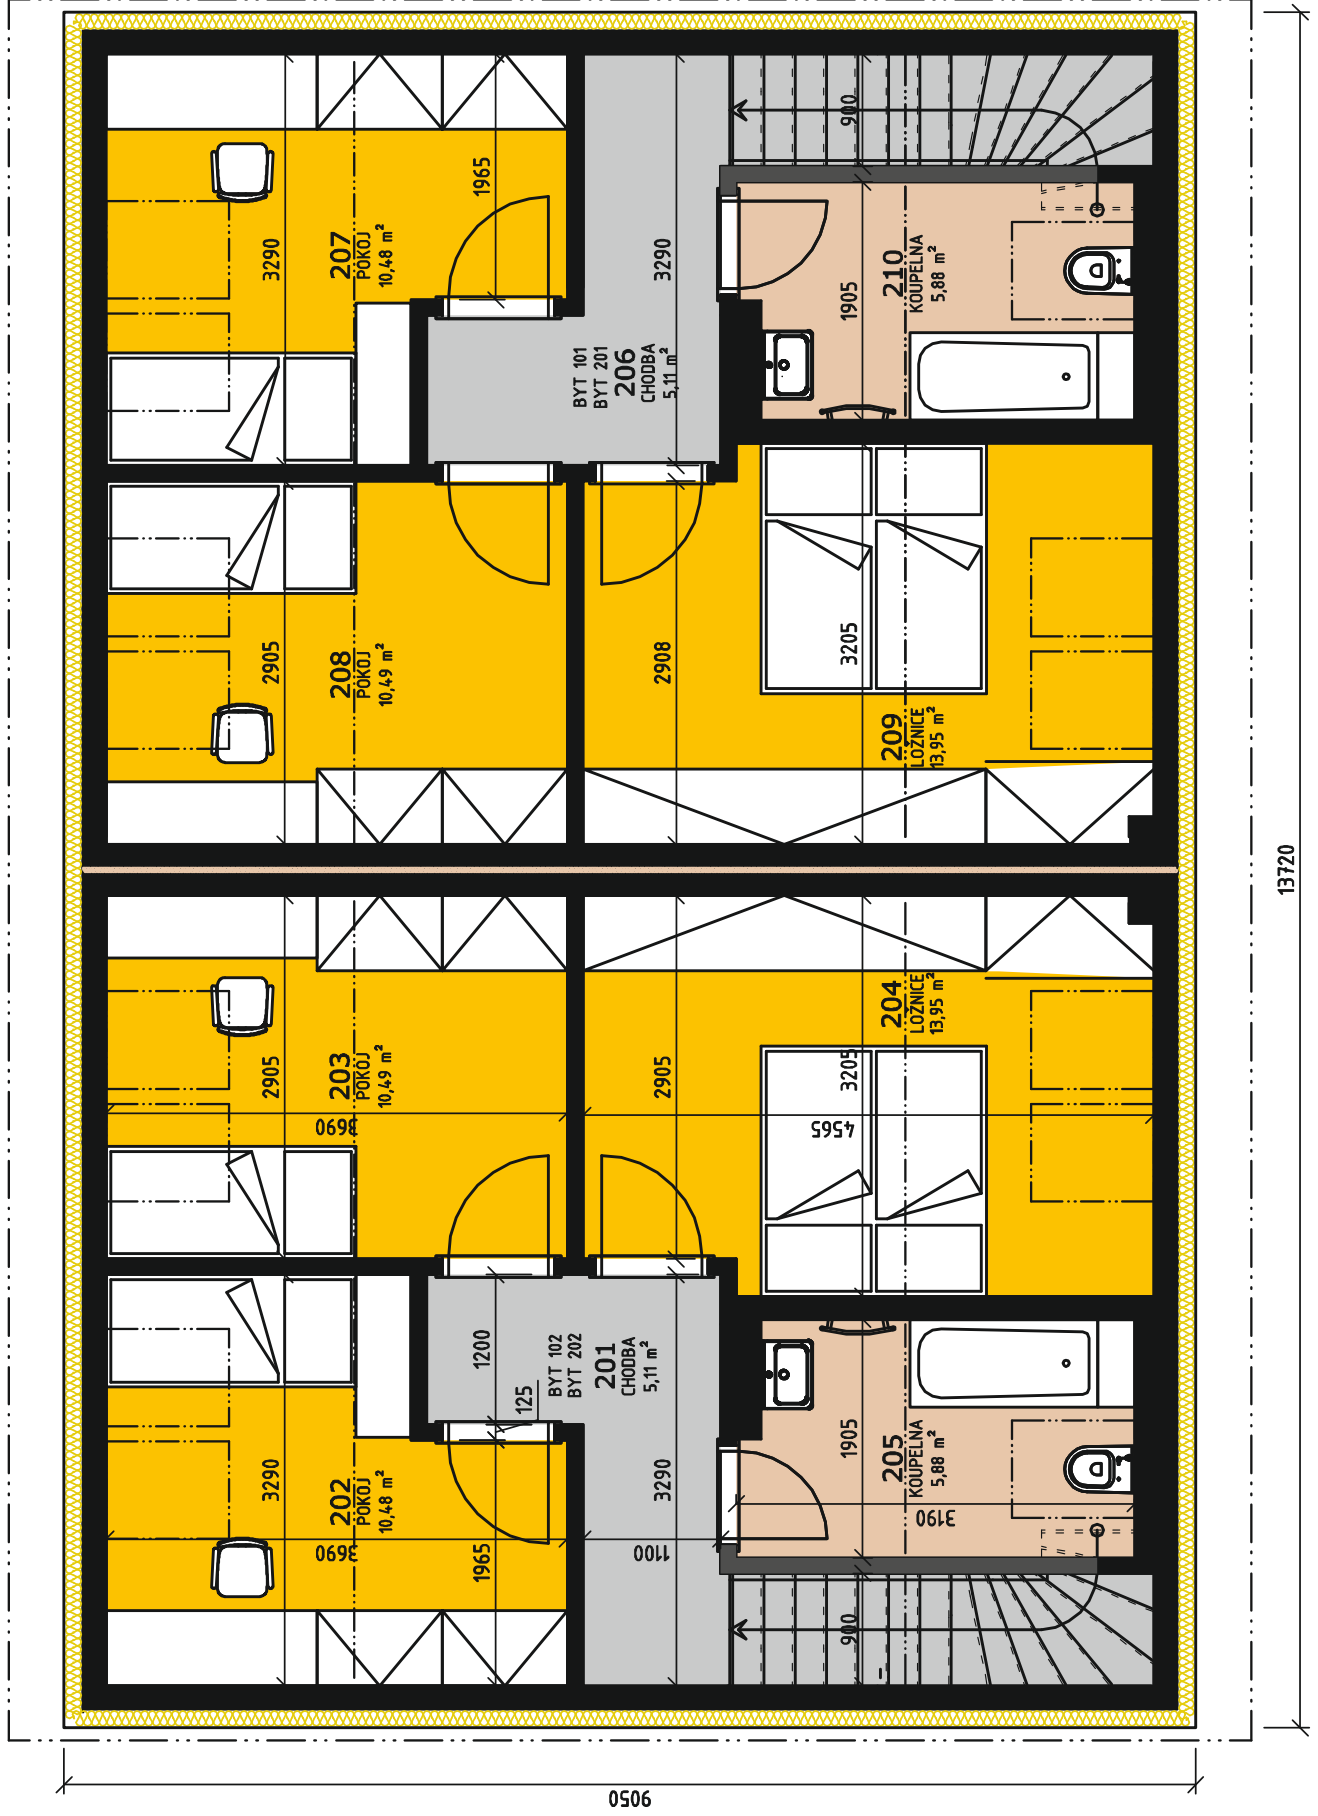 900
1965
3290
207
POKOJ
10,48 m²
3290
1905
210
KOUPELNA
5,88 m²
BYT 101
BYT 201
206
CHODBA
5,11 m²
2905
208
POKOJ
10,49 m²
2908
3205
209
LOŽNICE
13,95 m²
13720
2905
203
POKOJ
10,49 m²
3690
2905
204
LOŽNICE
13,95 m²
3205
4565
1200
125
BYT 102
BYT 202
201
CHODBA
5,11 m²
3290
202
POKOJ
10,48 m²
3690
1965
3290
1100
1905
205
KOUPELNA
5,88 m²
3190
900
9050